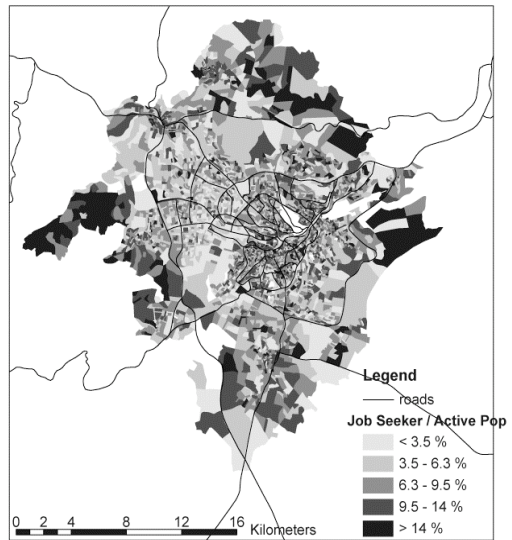 Legend
roads
Job Seeker / Active Pop
< 3.5 %
3.5 - 6.3 %
6.3 - 9.5 %
9.5 - 14 %
> 14 %
0 2 4 8 12 16 Kilometers